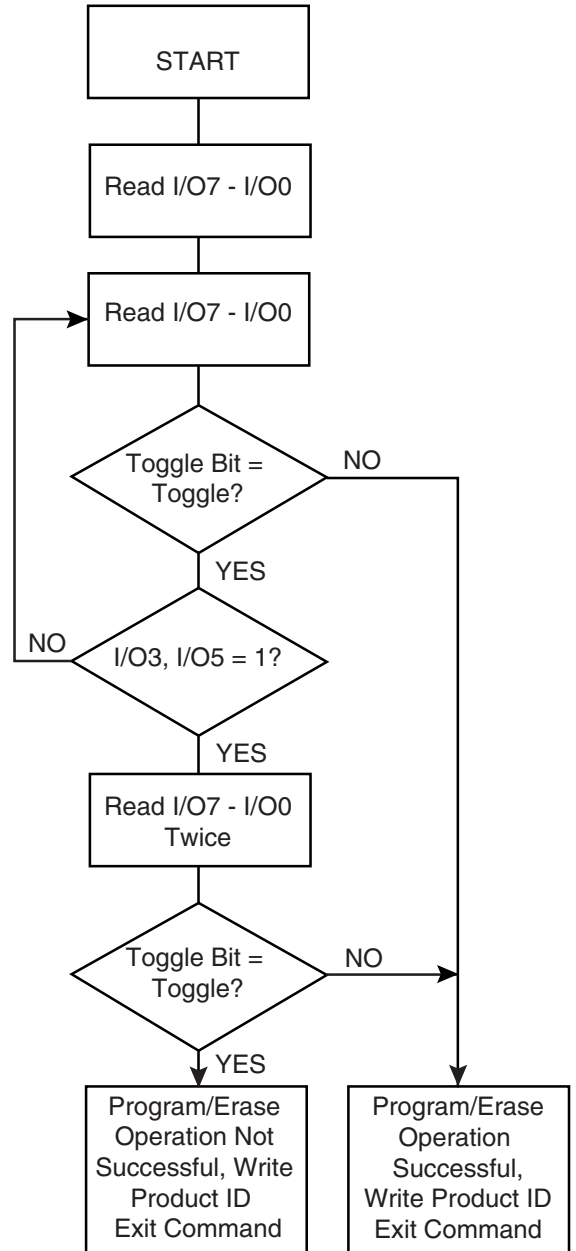 START
Read I/O7 - I/O0
Read I/O7 - I/O0
Toggle Bit =
Toggle?
NO
YES
NO
I/O3, I/O5 = 1?
YES
Read I/O7 - I/O0
Twice
Toggle Bit =
Toggle?
NO
YES
Program/Erase
Operation Not
Successful, Write
Product ID
Exit Command
Program/Erase
Operation
Successful,
Write Product ID
Exit Command